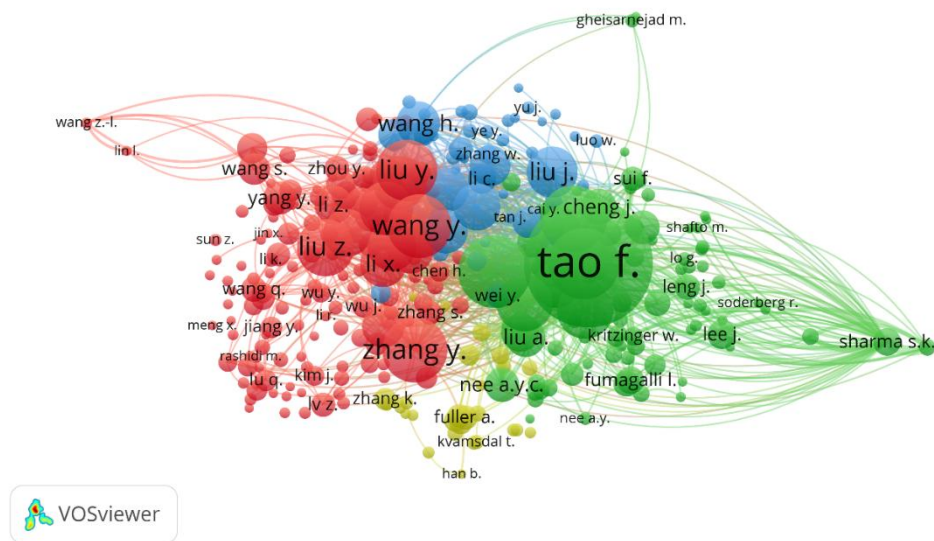 gheisarnejad m.
wang z.-l.
yu j.
wang h.
ye y.
luo w.
lin l.
zhang w.
wang s.
zhou y.
liu y.
li c.
liu j.
sui f.
yang y.
li z.
tan j.
cai y.
cheng j.
wang y.
shafto m.
jin x.
sun z.
liu z.
tao f.
li k.
li x.
chen h.
lo g.
wang q.
wu y.
wei y.
leng j.
wu j.
soderberg r.
li r.
zhang s.
meng x.
jiang y.
liu a.
kritzinger w.
lee j.
sharma s.k.
zhang y.
rashidi m.
lu q.
kim j.
nee a.y.c.
fumagalli l.
zhang k.
lv z.
fuller a.
nee a.y.
kvamsdal t.
han b.
VOSviewer